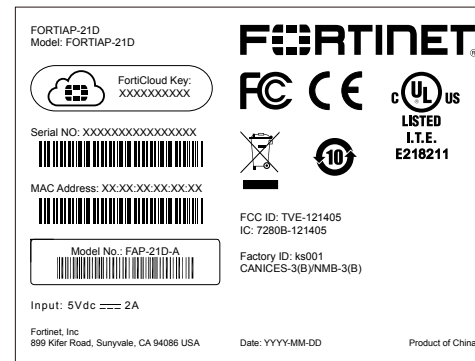 FORTIAP-21D
Model: FORTIAP-21D
FortiCloud Key:
XXXXXXXXXX
Serial NO: XXXXXXXXXXXXXXXXX
MAC Address: XX:XX:XX:XX:XX:XX
Model No.: FAP-21D-A
Input: 5Vdc 2A
Fortinet, Inc
899 Kifer Road, Sunyvale, CA 94086 USA
FORTINET®
FC CE
C UL US
LISTED
I.T.E.
E218211
10
FCC ID: TVE-121405
IC: 7280B-121405
Factory ID: ks001
CANICES-3(B)/NMB-3(B)
Date: YYYY-MM-DD
Product of China